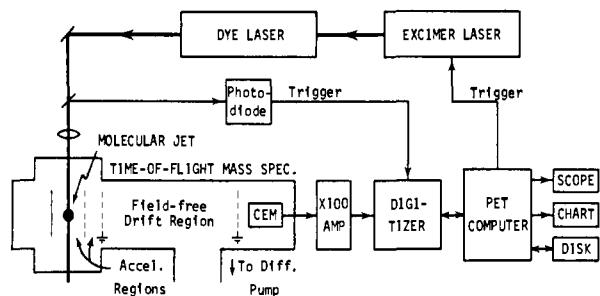 DYE LASER
EXCIMER LASER
Photo-
diode
Trigger
Trigger
MOLECULAR JET
TIME-OF-FLIGHT MASS SPEC.
Field-free
Drift Region
CEM
X100
AMP
DIGI-
TIZER
PET
COMPUTER
SCOPE
CHART
DISK
Accel.
Regions
To Diff.
Pump